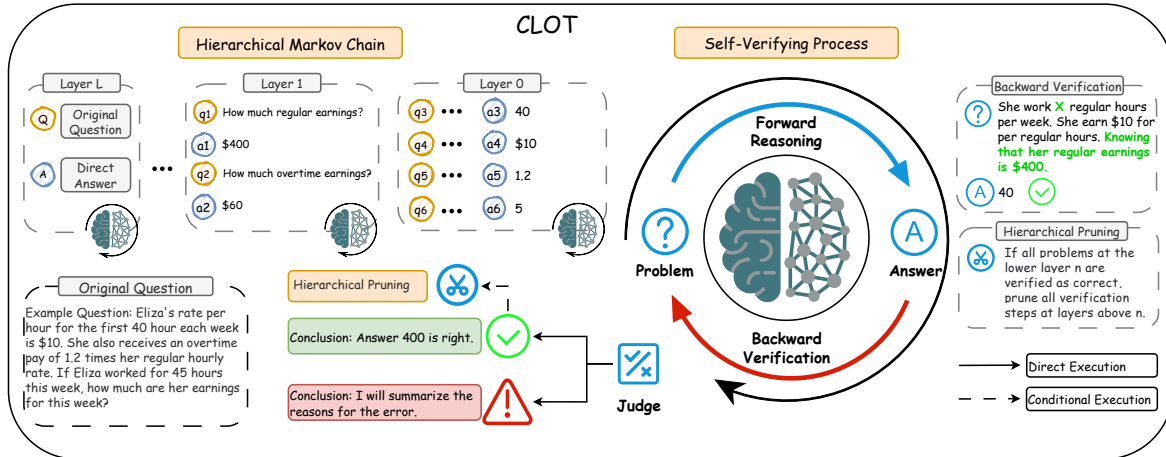 CLOT
Hierarchical Markov Chain
Self-Verifying Process
Layer L
Q
Original
Question
A
Direct
Answer
...
Layer 1
q1 How much regular earnings?
a1 $400
q2 How much overtime earnings?
a2 $60
Layer 0
q3 ... a3 40
q4 ... a4 $10
q5 ... a5 1.2
q6 ... a6 5
Forward
Reasoning
?
Problem
A
Answer
Backward
Verification
Backward Verification
? She work X regular hours
per week. She earn $10 for
per regular hours. Knowing
that her regular earnings
is $400.
A 40
Hierarchical Pruning
If all problems at the
lower layer n are
verified as correct,
prune all verification
steps at layers above n.
Original Question
Example Question: Eliza's rate per
hour for the first 40 hour each week
is $10. She also receives an overtime
pay of 1.2 times her regular hourly
rate. If Eliza worked for 45 hours
this week, how much are her earnings
for this week?
Hierarchical Pruning
Conclusion: Answer 400 is right.
Conclusion: I will summarize the
reasons for the error.
Judge
Direct Execution
Conditional Execution